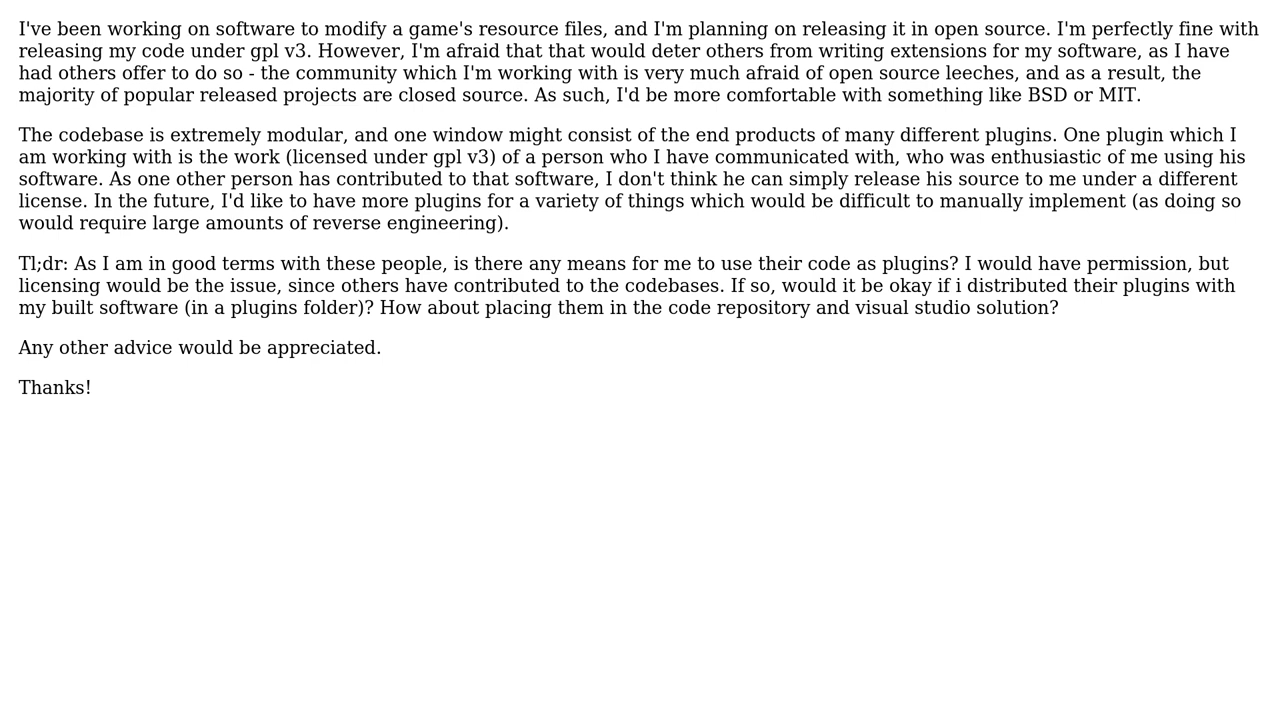 I've been working on software to modify a game's resource files, and I'm planning on releasing it in open source. I'm perfectly fine with
releasing my code under gpl v3. However, I'm afraid that that would deter others from writing extensions for my software, as I have
had others offer to do so - the community which I'm working with is very much afraid of open source leeches, and as a result, the
majority of popular released projects are closed source. As such, I'd be more comfortable with something like BSD or MIT.
The codebase is extremely modular, and one window might consist of the end products of many different plugins. One plugin which I
am working with is the work (licensed under gpl v3) of a person who I have communicated with, who was enthusiastic of me using his
software. As one other person has contributed to that software, I don't think he can simply release his source to me under a different
license. In the future, I'd like to have more plugins for a variety of things which would be difficult to manually implement (as doing so
would require large amounts of reverse engineering).
Tl;dr: As I am in good terms with these people, is there any means for me to use their code as plugins? I would have permission, but
licensing would be the issue, since others have contributed to the codebases. If so, would it be okay if i distributed their plugins with
my built software (in a plugins folder)? How about placing them in the code repository and visual studio solution?
Any other advice would be appreciated.
Thanks!